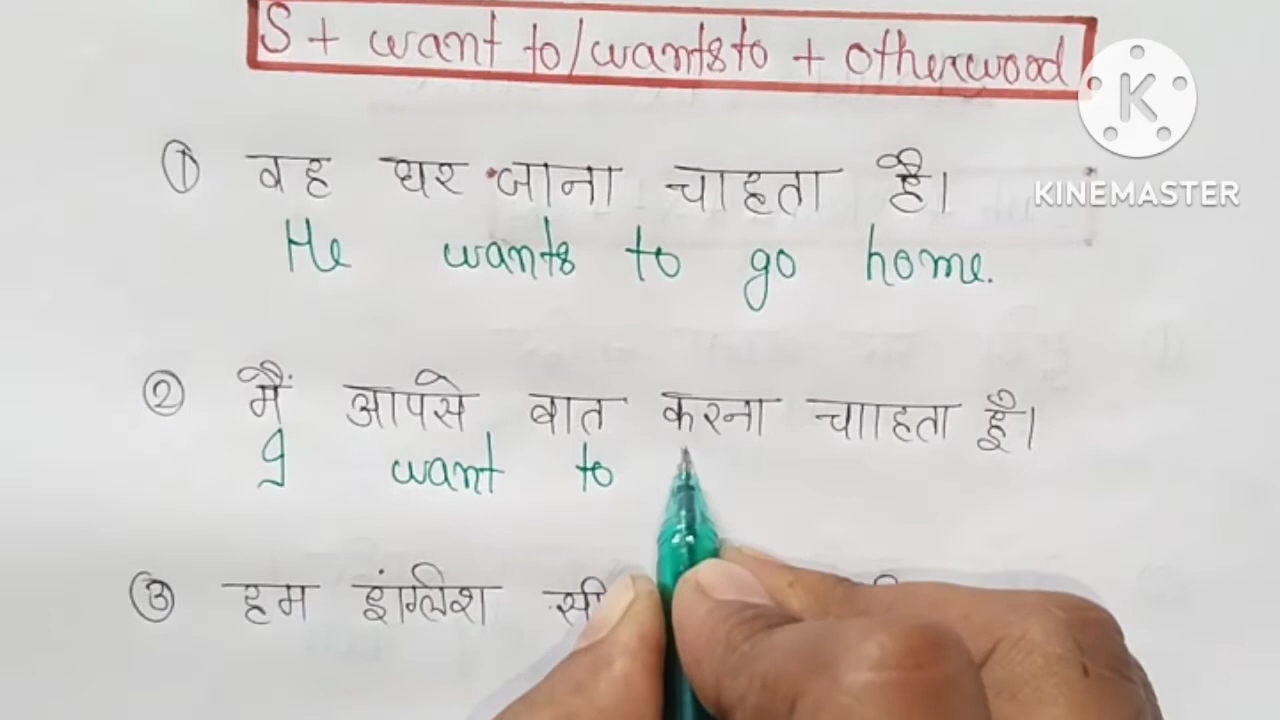 S + want to/wants to + otherwood
K
KINEMASTER
① वह घर जाना चाहता है।
He wants to go home.
② मैं आपसे बात करना चााहता हूँ।
I want to
③ हम इंग्लिश